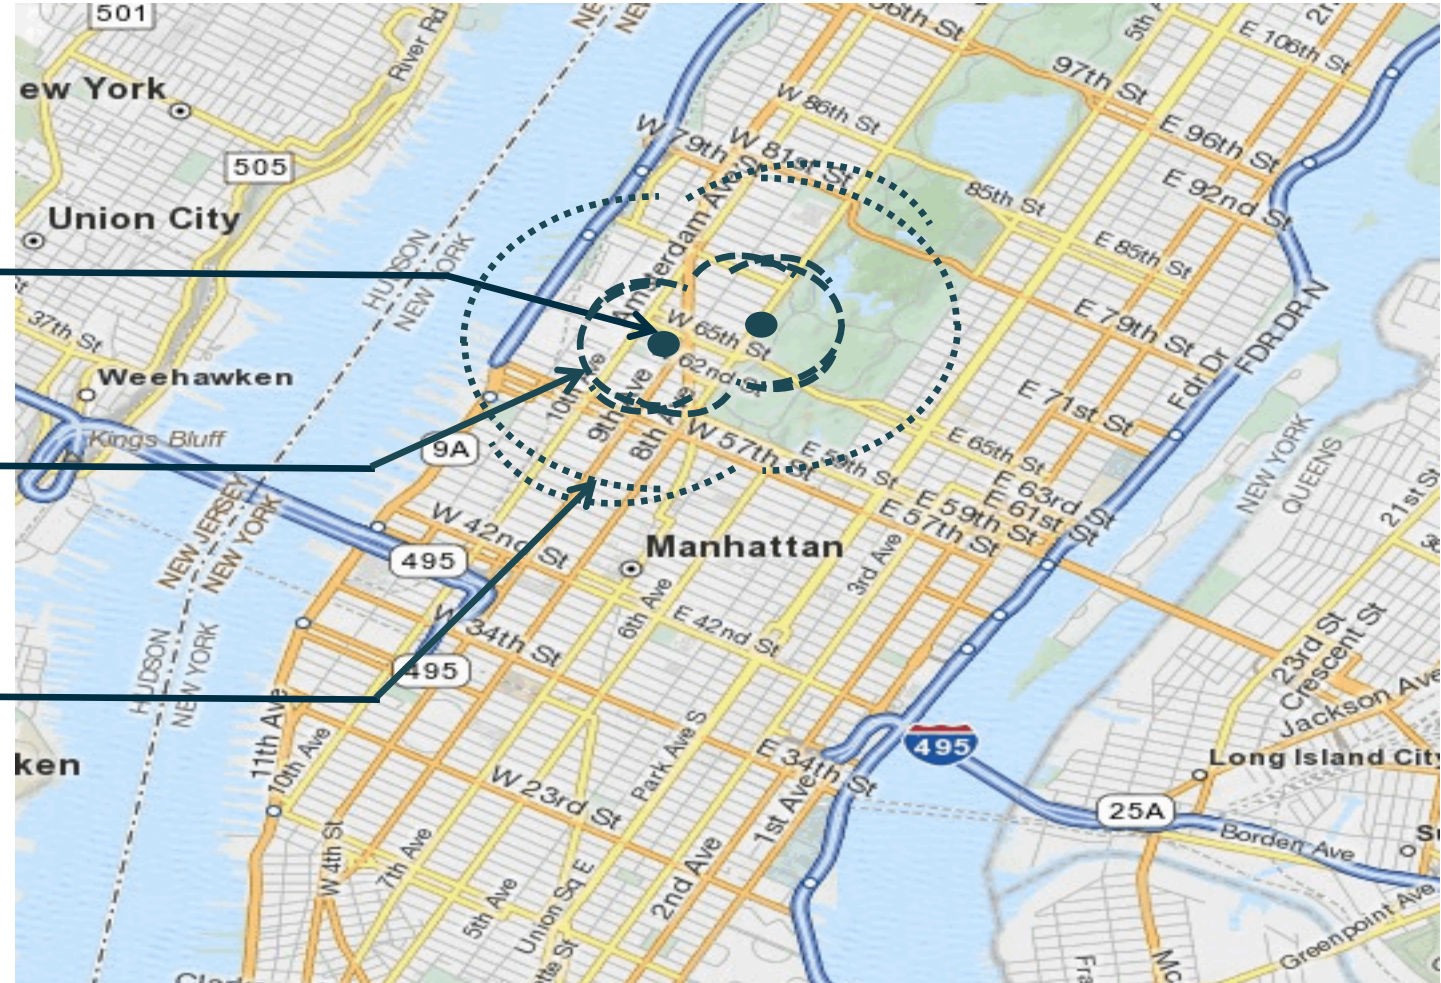 501
River Rd
ew York
505
Union City
HUDSON
NEW YORK
37th St
Weehawken
Kings Bluff
NEW JERSEY
NEW YORK
9A
495
495
HUDSON
NEW YORK
ken
W 79th St
W 81st St
W 86th St
97th St
5th A
E 106th St
E 96th St
E 92nd St
85th St
E 85th St
E 79th St
Amsterdam Ave
W 65th St
62nd St
10th Ave
9th Ave
8th Ave
W 57th St
E 59th St
E 71st St
E 65th St
E 63rd St
E 61st St
E 59th St
E 57th St
Fdr Dr
FDR DR N
NEW YORK
QUEENS
21st St
W 42nd St
Manhattan
6th Ave
3rd Ave
E 42nd St
W 34th St
11th Ave
10th Ave
Park Ave S
E 34th St
W 23rd St
1st Ave
W 4th St
7th Ave
5th Ave
Union Sq E
2nd Ave
495
23rd St
Crescent St
Jackson Ave
Long Island City
25A
Borden Ave
Greenpoint Ave